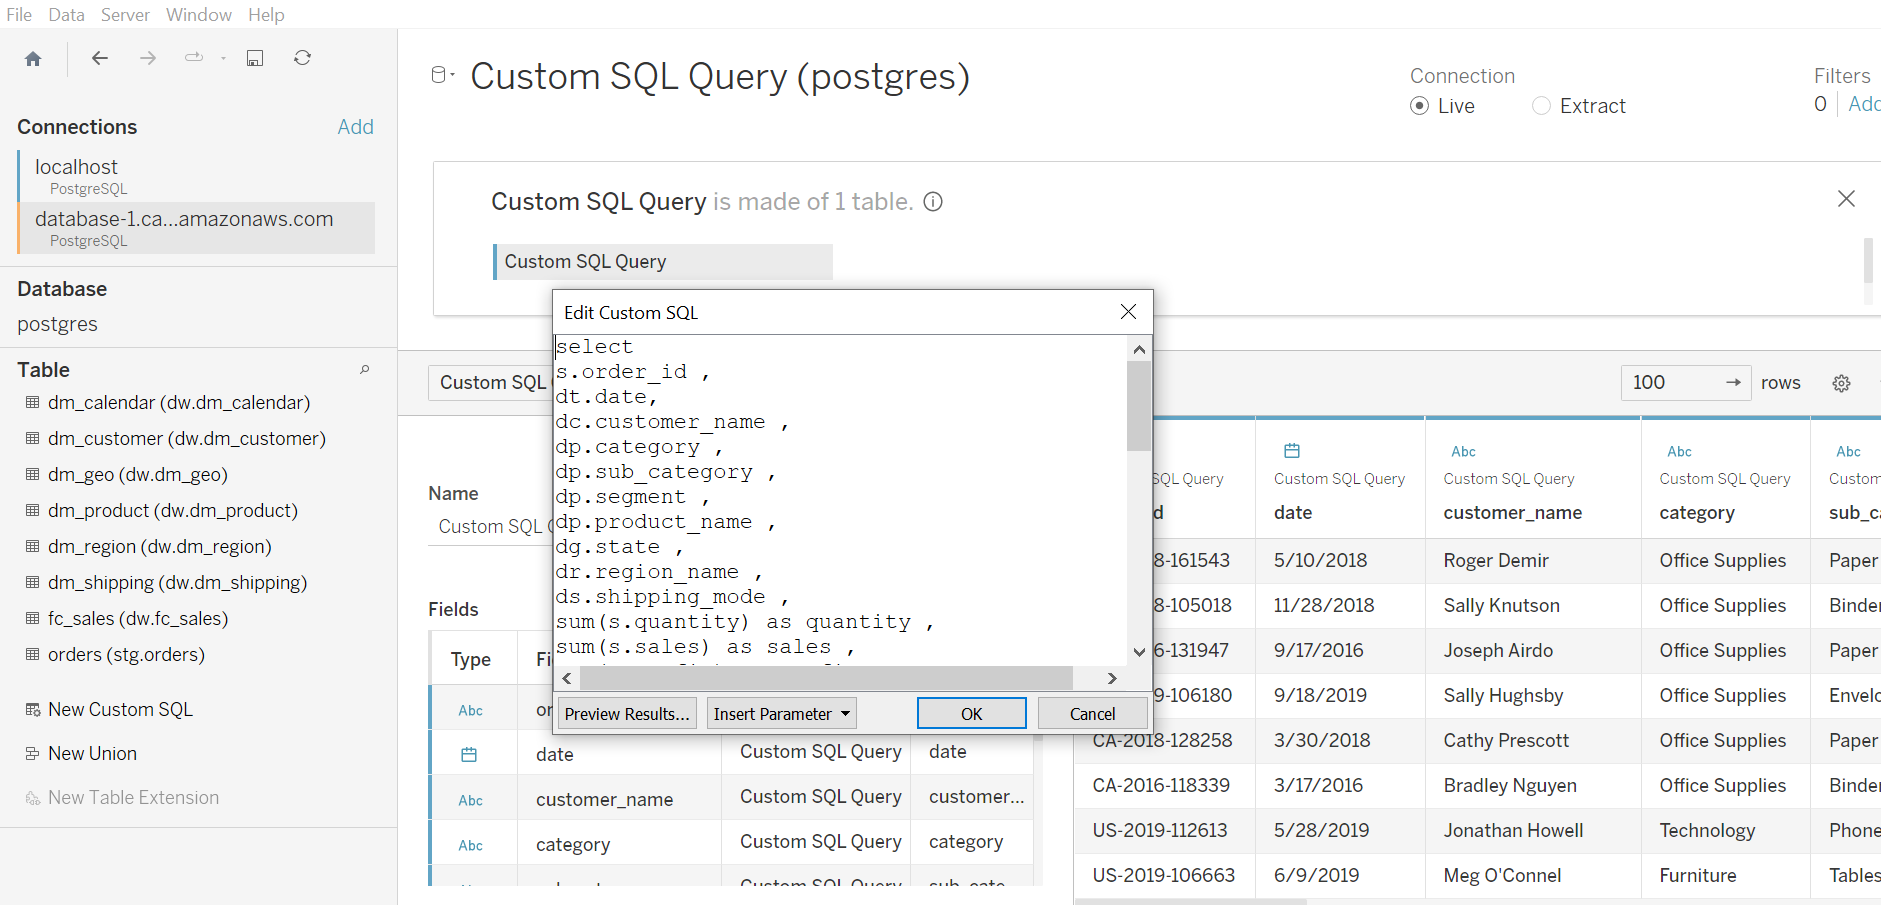 File Data Server Window Help
Custom SQL Query (postgres)
Connection
Live Extract
Filters
0 Add
Connections Add
localhost
PostgreSQL
database-1.ca...amazonaws.com
PostgreSQL
Database
postgres
Table
dm_calendar (dw.dm_calendar)
dm_customer (dw.dm_customer)
dm_geo (dw.dm_geo)
dm_product (dw.dm_product)
dm_region (dw.dm_region)
dm_shipping (dw.dm_shipping)
fc_sales (dw.fc_sales)
orders (stg.orders)
New Custom SQL
New Union
New Table Extension
Custom SQL Query is made of 1 table.
Custom SQL Query
Edit Custom SQL
select
s.order_id ,
dt.date,
dc.customer_name ,
dp.category ,
dp.sub_category ,
dp.segment ,
dp.product_name ,
dg.state ,
dr.region_name ,
ds.shipping_mode ,
sum(s.quantity) as quantity ,
sum(s.sales) as sales ,
Preview Results... Insert Parameter OK Cancel
Custom SQL
100 rows
Name
Custom SQL
Fields
Type
Abc
date Custom SQL Query date
Abc customer_name Custom SQL Query customer...
Abc category Custom SQL Query category
Abc Abc Abc
SQL Query Custom SQL Query Custom SQL Query Custom SQL Query Custom
d date customer_name category sub_ca
8-161543 5/10/2018 Roger Demir Office Supplies Paper
8-105018 11/28/2018 Sally Knutson Office Supplies Binder
6-131947 9/17/2016 Joseph Airdo Office Supplies Paper
9-106180 9/18/2019 Sally Hughsby Office Supplies Envelo
CA-2018-128258 3/30/2018 Cathy Prescott Office Supplies Paper
CA-2016-118339 3/17/2016 Bradley Nguyen Office Supplies Binder
US-2019-112613 5/28/2019 Jonathan Howell Technology Phone
US-2019-106663 6/9/2019 Meg O'Connel Furniture Tables